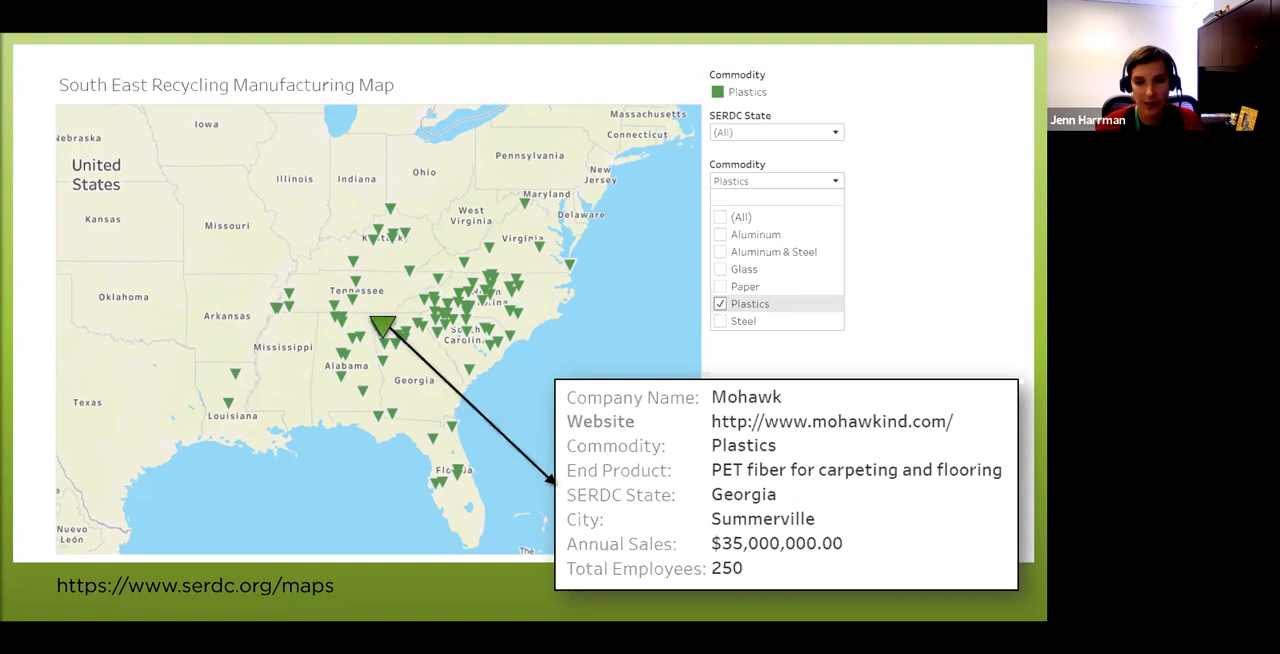 South East Recycling Manufacturing Map
Iowa
Nebraska
United
States
Illinois
Indiana
Ohio
Pennsylvania
Massachusetts
Connecticut
New
Jersey
Maryland
Delaware
West
Virginia
Virginia
Kansas
Missouri
Oklahoma
Arkansas
Tennessee
Mississippi
Alabama
Georgia
Texas
Louisiana
Nuevo
León
The
Commodity
Plastics
SERDC State
(All)
Commodity
Plastics
(All)
Aluminum
Aluminum & Steel
Glass
Paper
Plastics
Steel
Company Name: Mohawk
Website http://www.mohawkind.com/
Commodity: Plastics
End Product: PET fiber for carpeting and flooring
SERDC State: Georgia
City: Summerville
Annual Sales: $35,000,000.00
Total Employees: 250
https://www.serdc.org/maps
Jenn Harrman